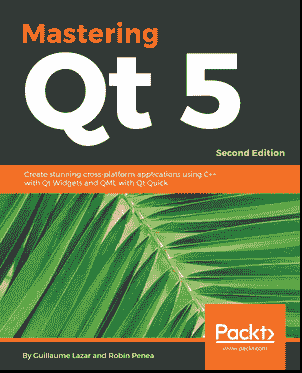 Mastering
Qt 5
Second Edition
Create stunning cross-platform applications using C++
with Qt Widgets and QML with Qt Quick
Packt>
www.packt.com
By Guillaume Lazar and Robin Penea